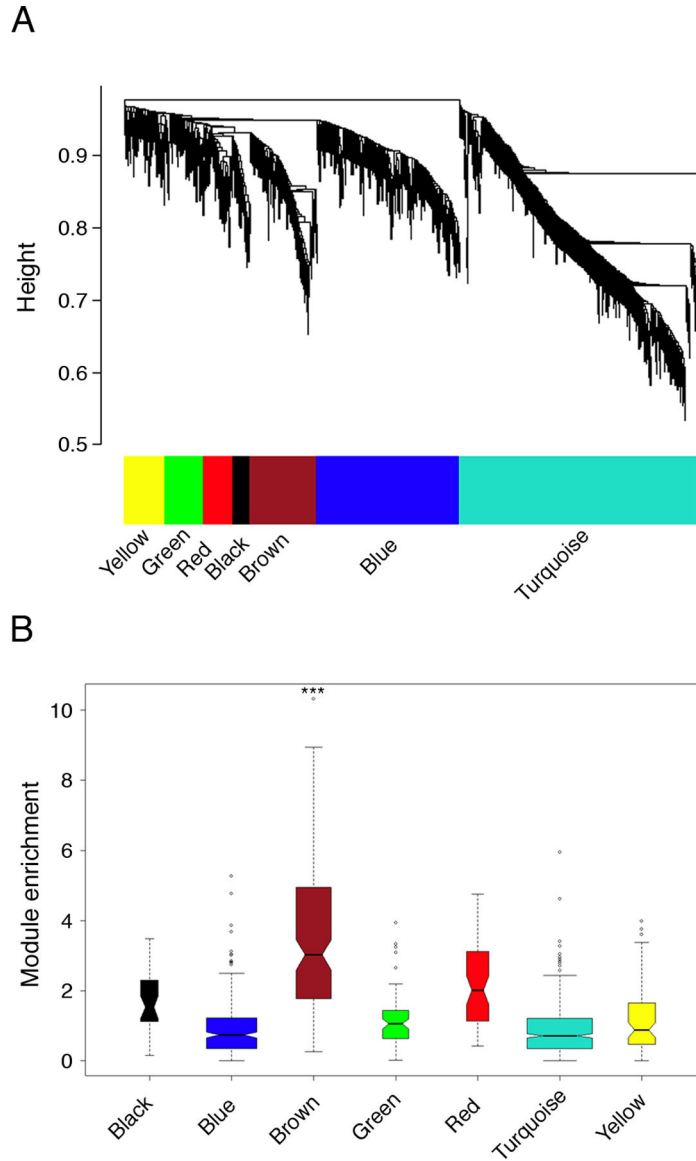 A
Height
0.9
0.8
0.7
0.6
0.5
Yellow
Green
Red
Black
Brown
Blue
Turquoise
B
Module enrichment
10
8
6
4
2
0
***
Black
Blue
Brown
Green
Red
Turquoise
Yellow